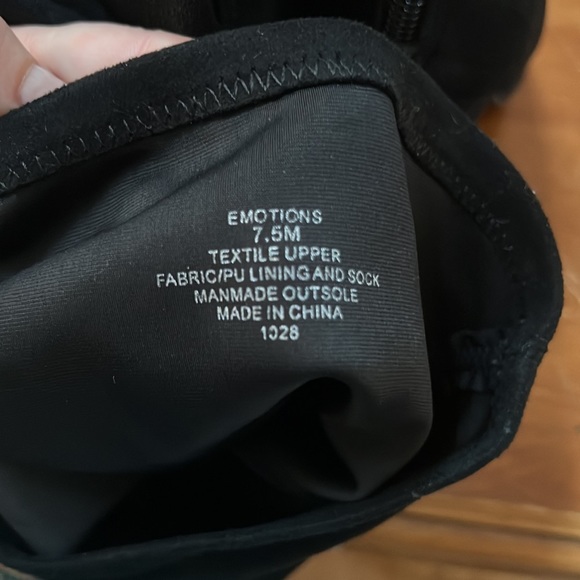 EMOTIONS
7.5M
TEXTILE UPPER
FABRIC/PU LINING AND SOCK
MANMADE OUTSOLE
MADE IN CHINA
1028